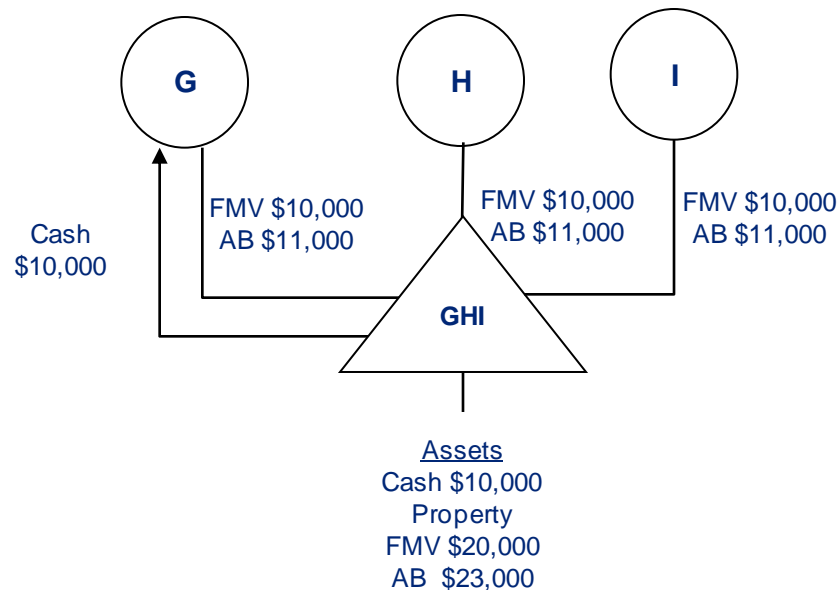 G
H
I
Cash
$10,000
FMV $10,000
AB $11,000
FMV $10,000
AB $11,000
FMV $10,000
AB $11,000
GHI
Assets
Cash $10,000
Property
FMV $20,000
AB $23,000